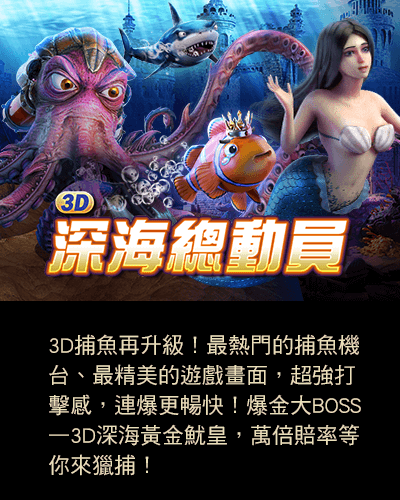 3D
深海總動員
3D捕魚再升級！最熱門的捕魚機
台、最精美的遊戲畫面，超強打
擊感，連爆更暢快！爆金大BOSS
—3D深海黃金魷皇，萬倍賠率等
你來獵捕！